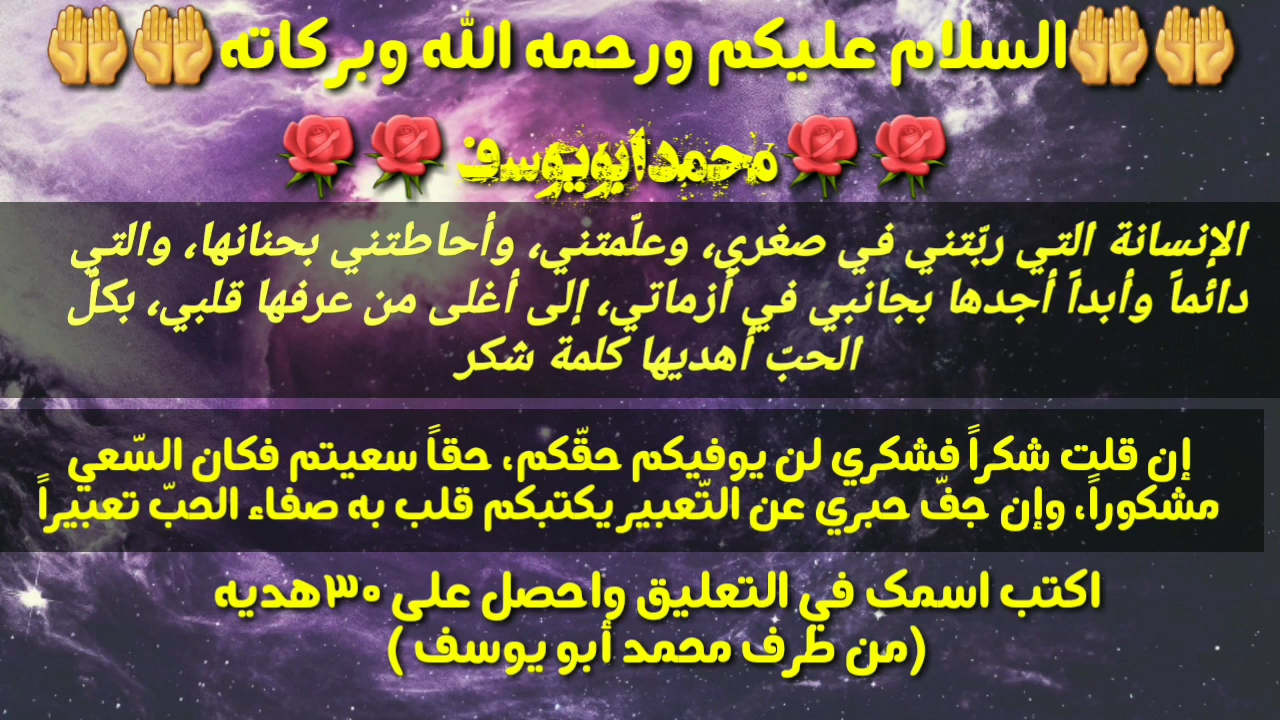 السلام عليكم ورحمه الله وبركاته
محمدابويوسف
الإنسانة التي ربّتني في صغري، وعلّمتني، وأحاطتني بحنانها، والتي
دائماً وأبداً أجدها بجانبي في أزماتي، إلى أغلى من عرفها قلبي، بكلّ
الحبّ أهديها كلمة شكر
إن قلت شكراً فشكري لن يوفيكم حقّكم، حقاً سعيتم فكان السّعي
مشكوراً، وإن جفّ حبري عن التّعبير يكتبكم قلب به صفاء الحبّ تعبيراً
اكتب اسمك في التعليق واحصل على ٣٠هديه
(من طرف محمد أبو يوسف )